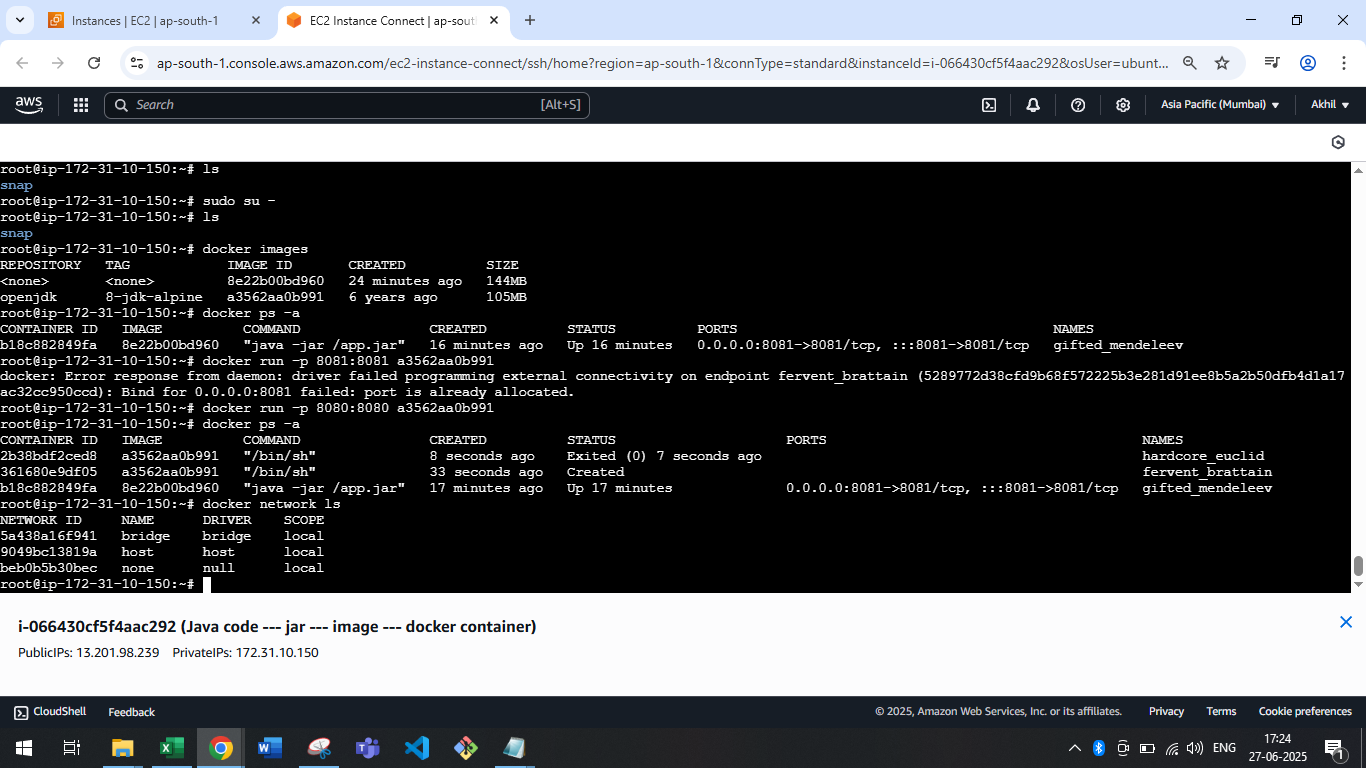 Instances | EC2 | ap-south-1
EC2 Instance Connect | ap-sout
ap-south-1.console.aws.amazon.com/ec2-instance-connect/ssh/home?region=ap-south-1&connType=standard&instanceId=i-066430cf5f4aac292&osUser=ubunt...
aws Search [Alt+S] Asia Pacific (Mumbai) Akhil
root@ip-172-31-10-150:~# ls
snap
root@ip-172-31-10-150:~# sudo su -
root@ip-172-31-10-150:~# ls
snap
root@ip-172-31-10-150:~# docker images
REPOSITORY TAG IMAGE ID CREATED SIZE
<none> <none> 8e22b00bd960 24 minutes ago 144MB
openjdk 8-jdk-alpine a3562aa0b991 6 years ago 105MB
root@ip-172-31-10-150:~# docker ps -a
CONTAINER ID IMAGE COMMAND CREATED STATUS PORTS NAMES
b18c882849fa 8e22b00bd960 "java -jar /app.jar" 16 minutes ago Up 16 minutes 0.0.0.0:8081->8081/tcp, :::8081->8081/tcp gifted_mendeleev
root@ip-172-31-10-150:~# docker run -p 8081:8081 a3562aa0b991
docker: Error response from daemon: driver failed programming external connectivity on endpoint fervent_brattain (5289772d38cfd9b68f572225b3e281d91ee8b5a2b50dfb4d1a17
ac32cc950ccd): Bind for 0.0.0.0:8081 failed: port is already allocated.
root@ip-172-31-10-150:~# docker run -p 8080:8080 a3562aa0b991
root@ip-172-31-10-150:~# docker ps -a
CONTAINER ID IMAGE COMMAND CREATED STATUS PORTS NAMES
2b38bdf2ced8 a3562aa0b991 "/bin/sh" 8 seconds ago Exited (0) 7 seconds ago hardcore_euclid
361680e9df05 a3562aa0b991 "/bin/sh" 33 seconds ago Created fervent_brattain
b18c882849fa 8e22b00bd960 "java -jar /app.jar" 17 minutes ago Up 17 minutes 0.0.0.0:8081->8081/tcp, :::8081->8081/tcp gifted_mendeleev
root@ip-172-31-10-150:~# docker network ls
NETWORK ID NAME DRIVER SCOPE
5a438a16f941 bridge bridge local
9049bc13819a host host local
beb0b5b30bec none null local
root@ip-172-31-10-150:~#
i-066430cf5f4aac292 (Java code --- jar --- image --- docker container)
PublicIPs: 13.201.98.239 PrivateIPs: 172.31.10.150
CloudShell Feedback © 2025, Amazon Web Services, Inc. or its affiliates. Privacy Terms Cookie preferences
ENG 17:24
27-06-2025
1